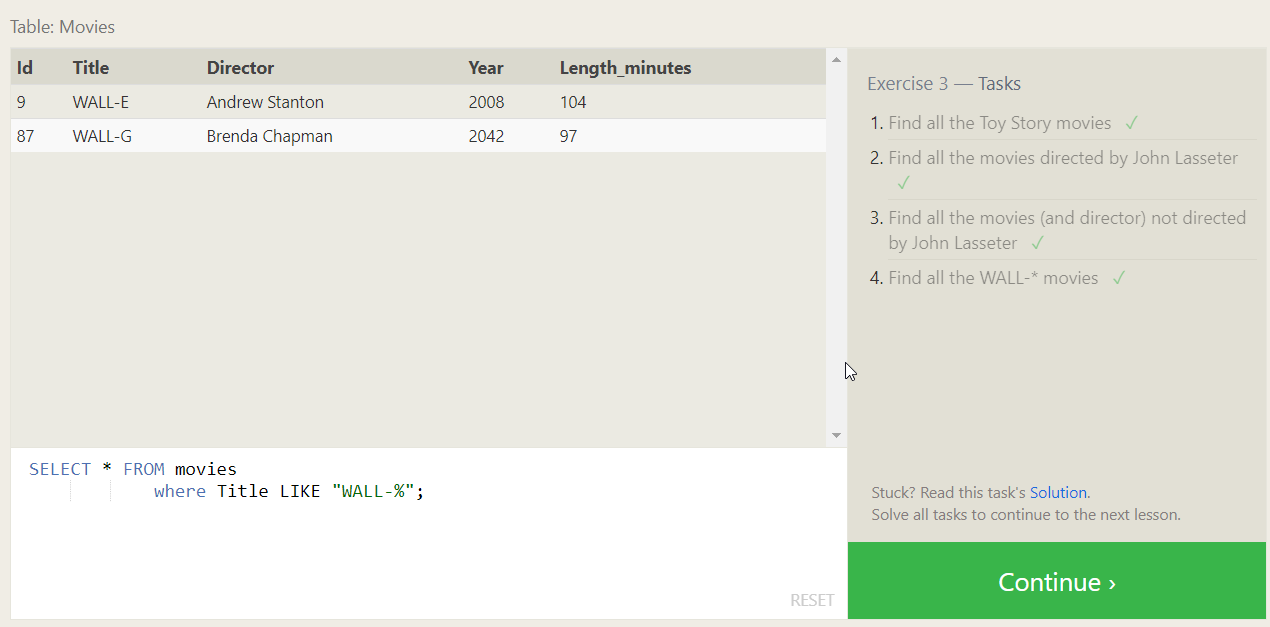 Table: Movies
Id Title Director Year Length_minutes
9 WALL-E Andrew Stanton 2008 104
87 WALL-G Brenda Chapman 2042 97
SELECT * FROM movies
where Title LIKE "WALL-%";
RESET
Exercise 3 — Tasks
1. Find all the Toy Story movies ✓
2. Find all the movies directed by John Lasseter
✓
3. Find all the movies (and director) not directed
by John Lasseter ✓
4. Find all the WALL-* movies ✓
Stuck? Read this task's Solution.
Solve all tasks to continue to the next lesson.
Continue ›